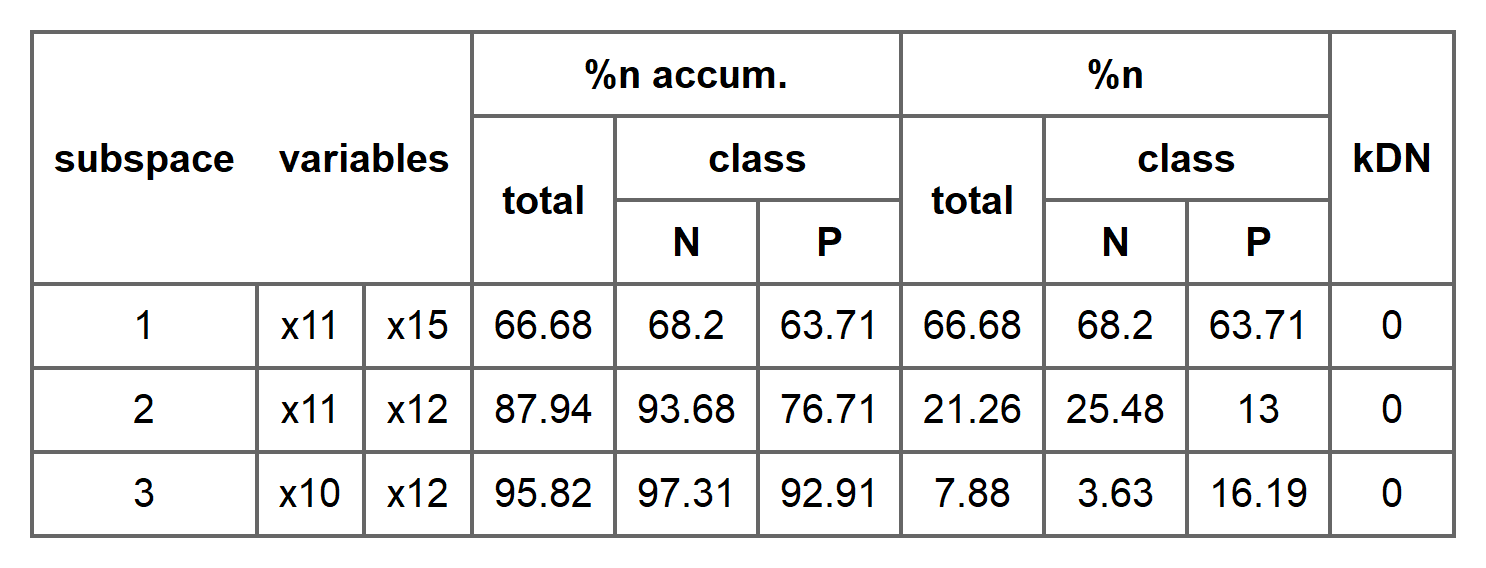 %n accum. %n
subspace variables class class kDN
total total
N P N P
1 x11 x15 66.68 68.2 63.71 66.68 68.2 63.71 0
2 x11 x12 87.94 93.68 76.71 21.26 25.48 13 0
3 x10 x12 95.82 97.31 92.91 7.88 3.63 16.19 0